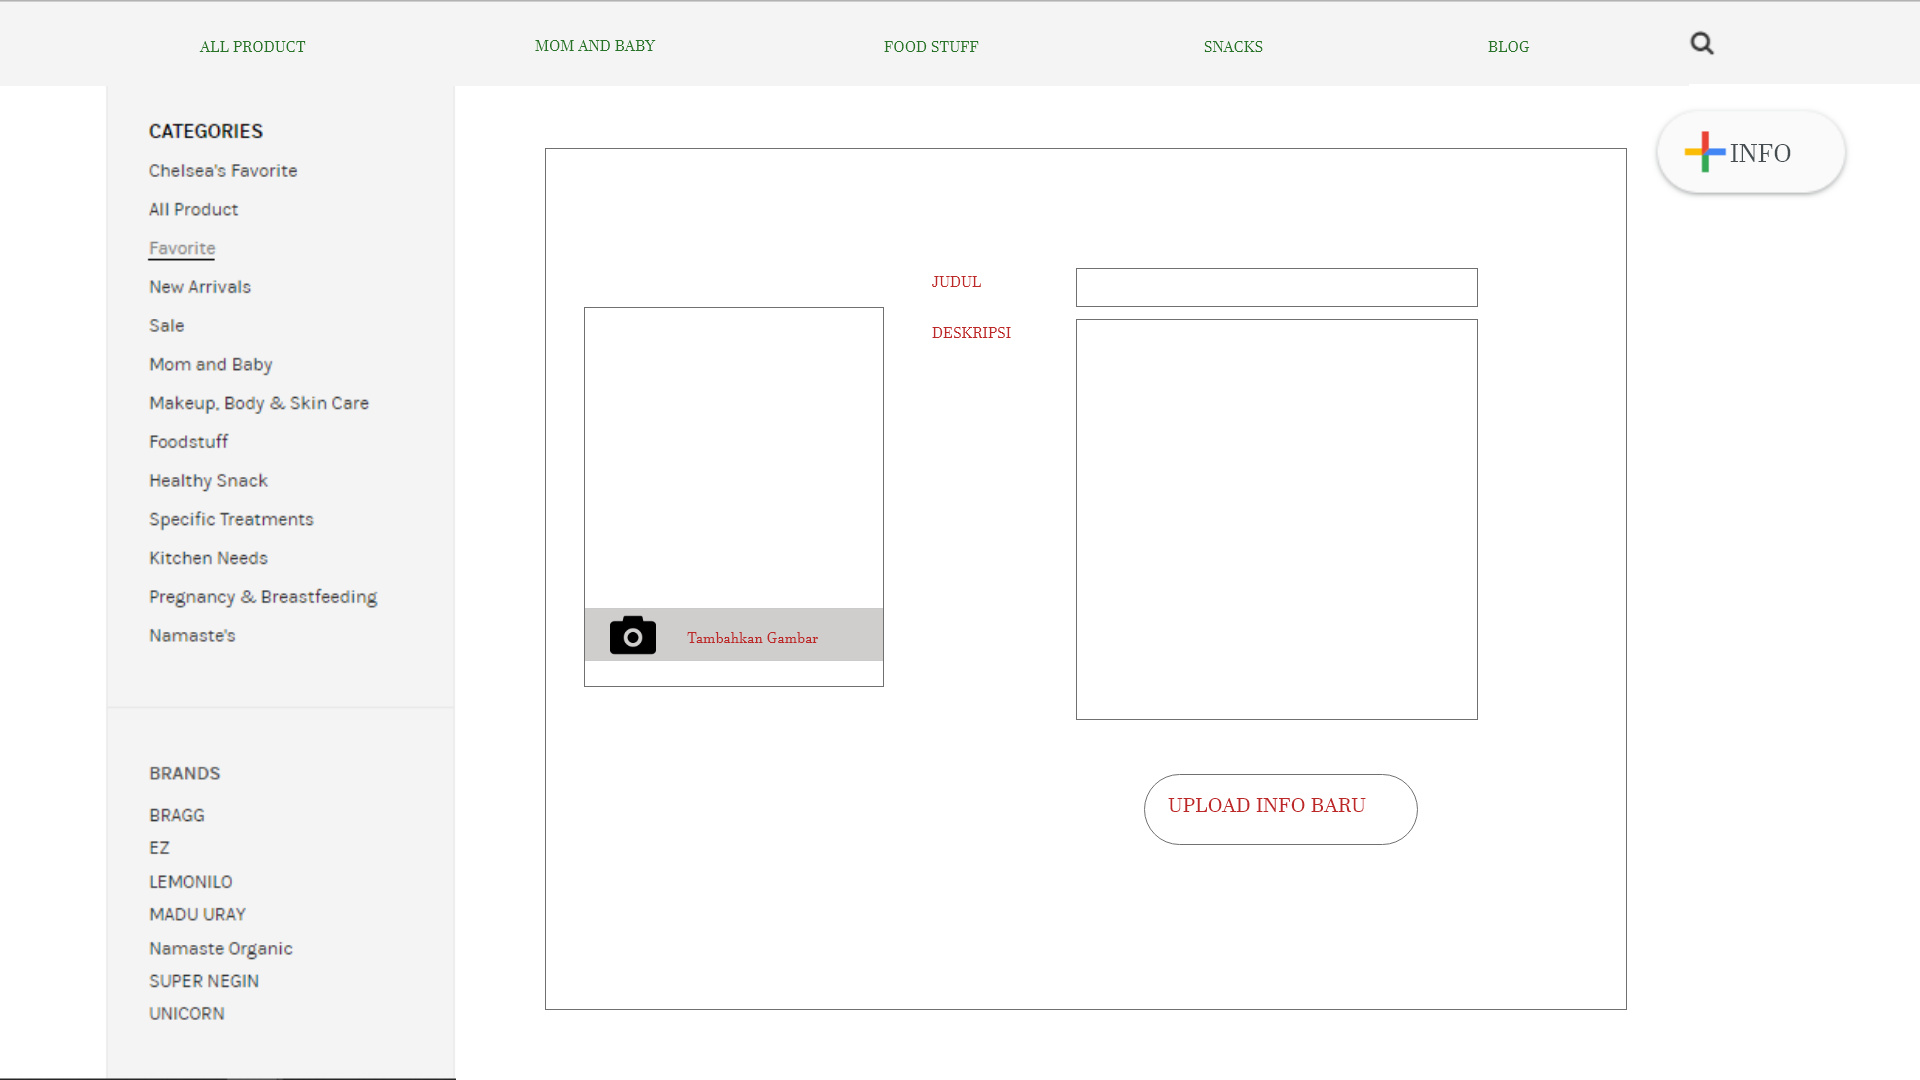 ALL PRODUCT
MOM AND BABY
FOOD STUFF
SNACKS
BLOG
INFO
CATEGORIES
Chelsea's Favorite
All Product
Favorite
New Arrivals
Sale
Mom and Baby
Makeup, Body & Skin Care
Foodstuff
Healthy Snack
Specific Treatments
Kitchen Needs
Pregnancy & Breastfeeding
Namaste's
BRANDS
BRAGG
EZ
LEMONILO
MADU URAY
Namaste Organic
SUPER NEGIN
UNICORN
JUDUL
DESKRIPSI
Tambahkan Gambar
UPLOAD INFO BARU